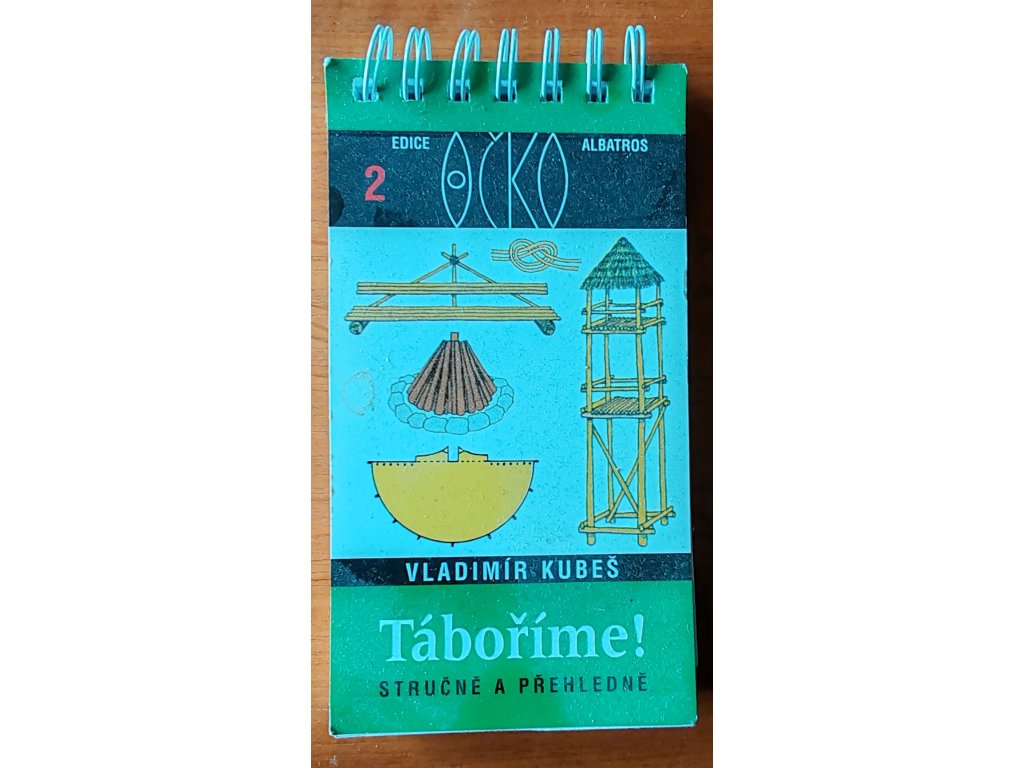 EDICE OČKO ALBATROS
2
VLADIMÍR KUBEŠ
Táboříme!
STRUČNĚ A PŘEHLEDNĚ